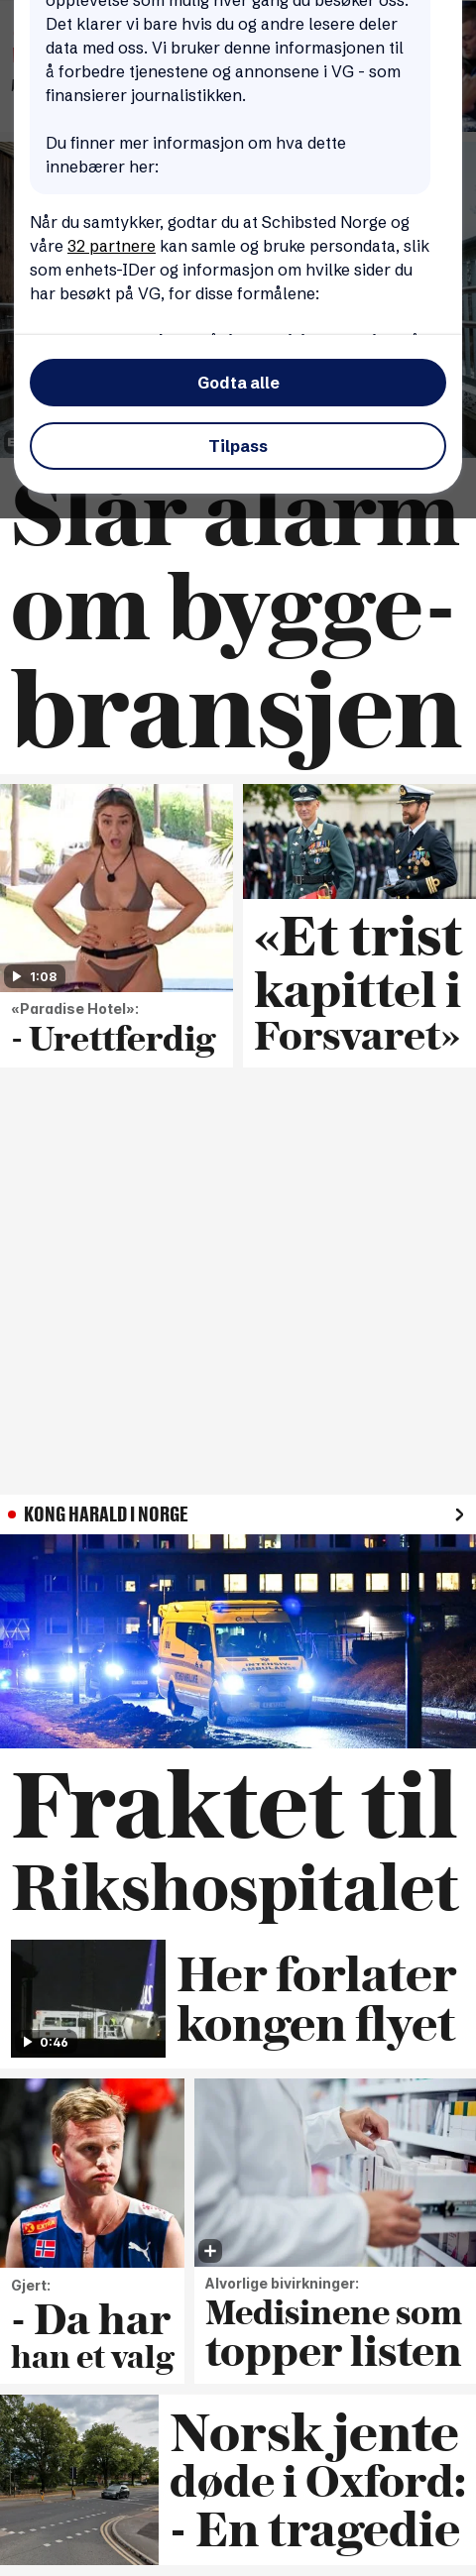 opplevelse som mulig hver gang du besøker oss.
Det klarer vi bare hvis du og andre lesere deler
data med oss. Vi bruker denne informasjonen til
å forbedre tjenestene og annonsene i VG - som
finansierer journalistikken.
Du finner mer informasjon om hva dette
innebærer her:
Når du samtykker, godtar du at Schibsted Norge og
våre 32 partnere kan samle og bruke persondata, slik
som enhets-IDer og informasjon om hvilke sider du
har besøkt på VG, for disse formålene:
Godta alle
Tilpass
Slår alarm
om bygge-
bransjen
1:08
«Paradise Hotel»:
- Urettferdig
«Et trist
kapittel i
Forsvaret»
KONG HARALD I NORGE
INTENSIV-
AMBULANSE
Fraktet til
Rikshospitalet
0:46
Her forlater
kongen flyet
Gjert:
- Da har
han et valg
Alvorlige bivirkninger:
Medisinene som
topper listen
Norsk jente
døde i Oxford:
- En tragedie